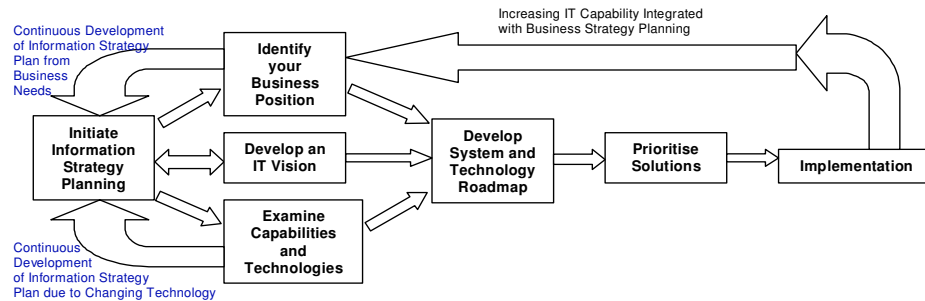 Increasing IT Capability Integrated
with Business Strategy Planning
Continuous Development
of Information Strategy
Plan from
Business
Needs
Identify
your
Business
Position
Initiate
Information
Strategy
Planning
Develop an
IT Vision
Develop
System and
Technology
Roadmap
Prioritise
Solutions
Implementation
Examine
Capabilities
and
Technologies
Continuous
Development
of Information Strategy
Plan due to Changing Technology